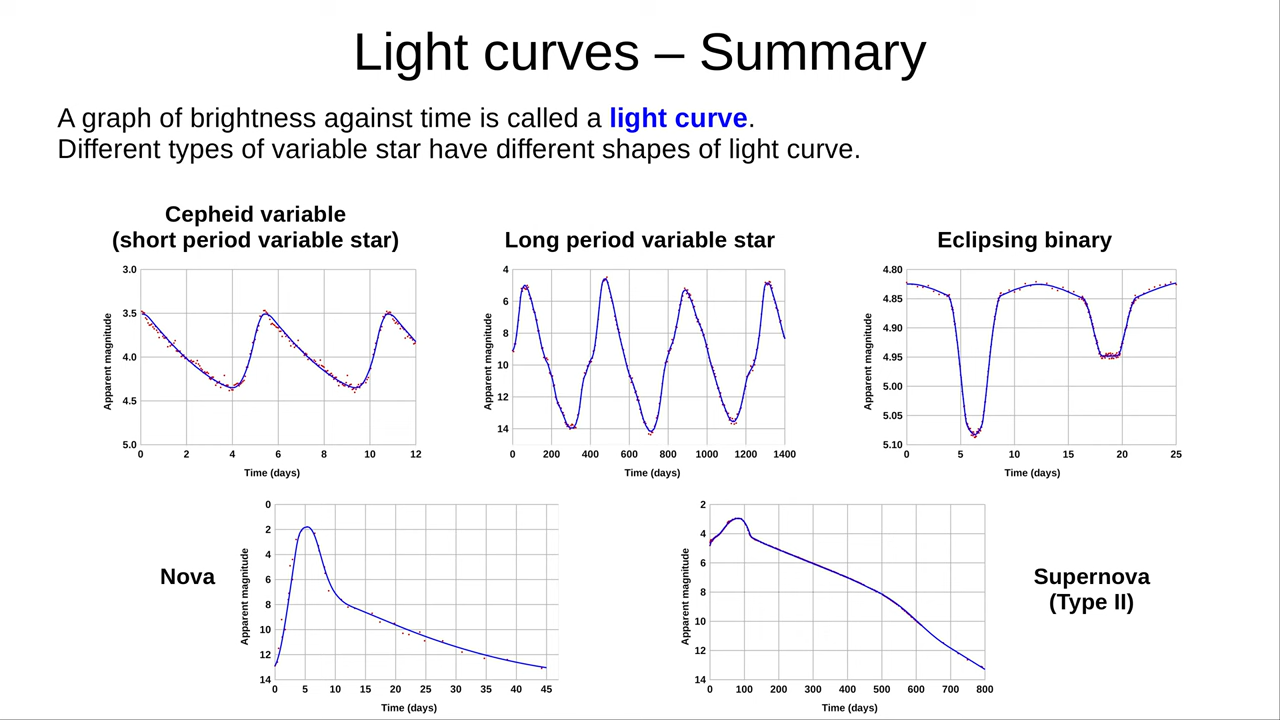 Light curves – Summary
A graph of brightness against time is called a light curve.
Different types of variable star have different shapes of light curve.
Cepheid variable
(short period variable star)
3.0
3.5
4.0
4.5
5.0
Apparent magnitude
0 2 4 6 8 10 12
Time (days)
Long period variable star
4
6
8
10
12
14
Apparent magnitude
0 200 400 600 800 1000 1200 1400
Time (days)
Eclipsing binary
4.80
4.85
4.90
4.95
5.00
5.05
5.10
Apparent magnitude
0 5 10 15 20 25
Time (days)
Nova
0
2
4
6
8
10
12
14
Apparent magnitude
0 5 10 15 20 25 30 35 40 45
Time (days)
2
4
6
8
10
12
14
Apparent magnitude
0 100 200 300 400 500 600 700 800
Time (days)
Supernova
(Type II)